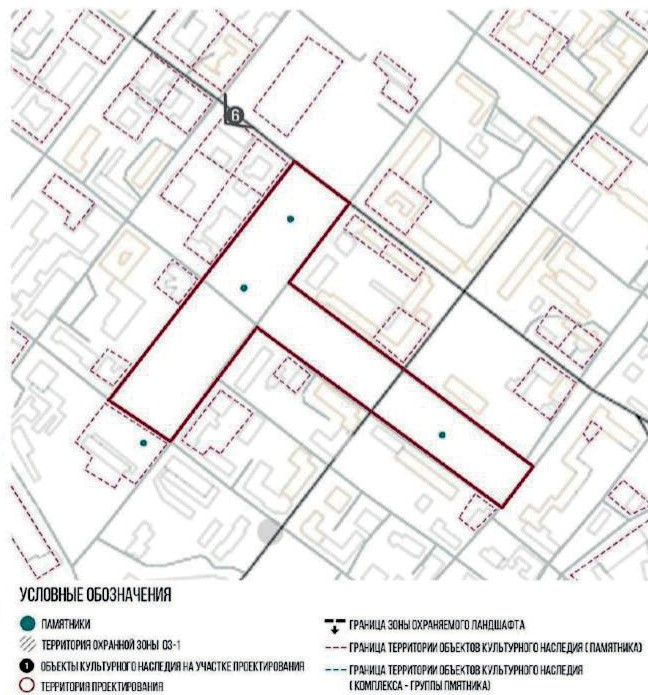 6
УСЛОВНЫЕ ОБОЗНАЧЕНИЯ
ПАМЯТНИКИ
ТЕРРИТОРИЯ ОХРАННОЙ ЗОНЫ ОЗ-1
1 ОБЪЕКТЫ КУЛЬТУРНОГО НАСЛЕДИЯ НА УЧАСТКЕ ПРОЕКТИРОВАНИЯ
ТЕРРИТОРИЯ ПРОЕКТИРОВАНИЯ
ГРАНИЦА ЗОНЫ ОХРАНЯЕМОГО ЛАНДШАФТА
ГРАНИЦА ТЕРРИТОРИИ ОБЪЕКТОВ КУЛЬТУРНОГО НАСЛЕДИЯ (ПАМЯТНИКА)
ГРАНИЦА ТЕРРИТОРИИ ОБЪЕКТОВ КУЛЬТУРНОГО НАСЛЕДИЯ
(КОМПЛЕКСА - ГРУППЫ ПМЯТНИКА)